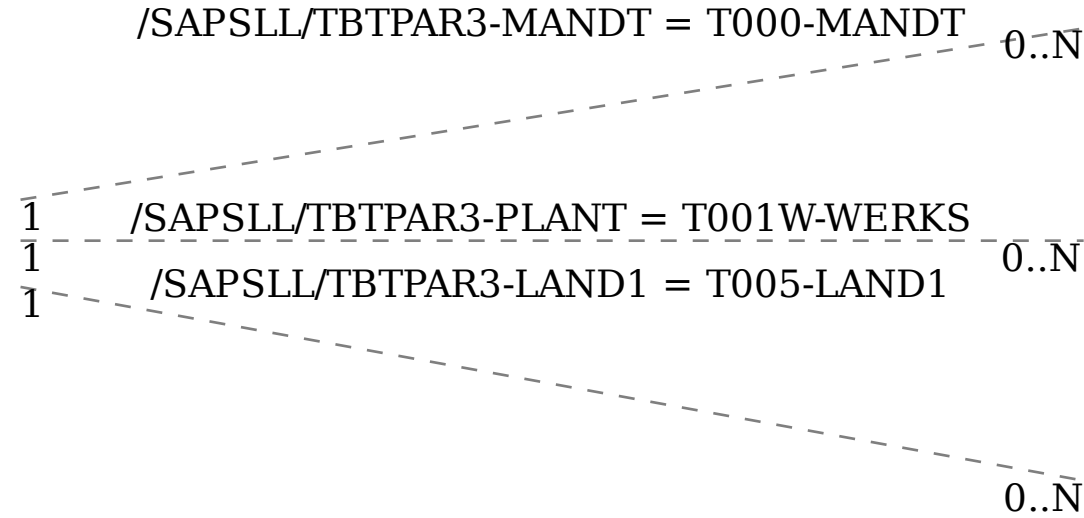 /SAPSLL/TBTPAR3-MANDT = T000-MANDT
0..N
1
/SAPSLL/TBTPAR3-PLANT = T001W-WERKS
1
0..N
/SAPSLL/TBTPAR3-LAND1 = T005-LAND1
1
0..N